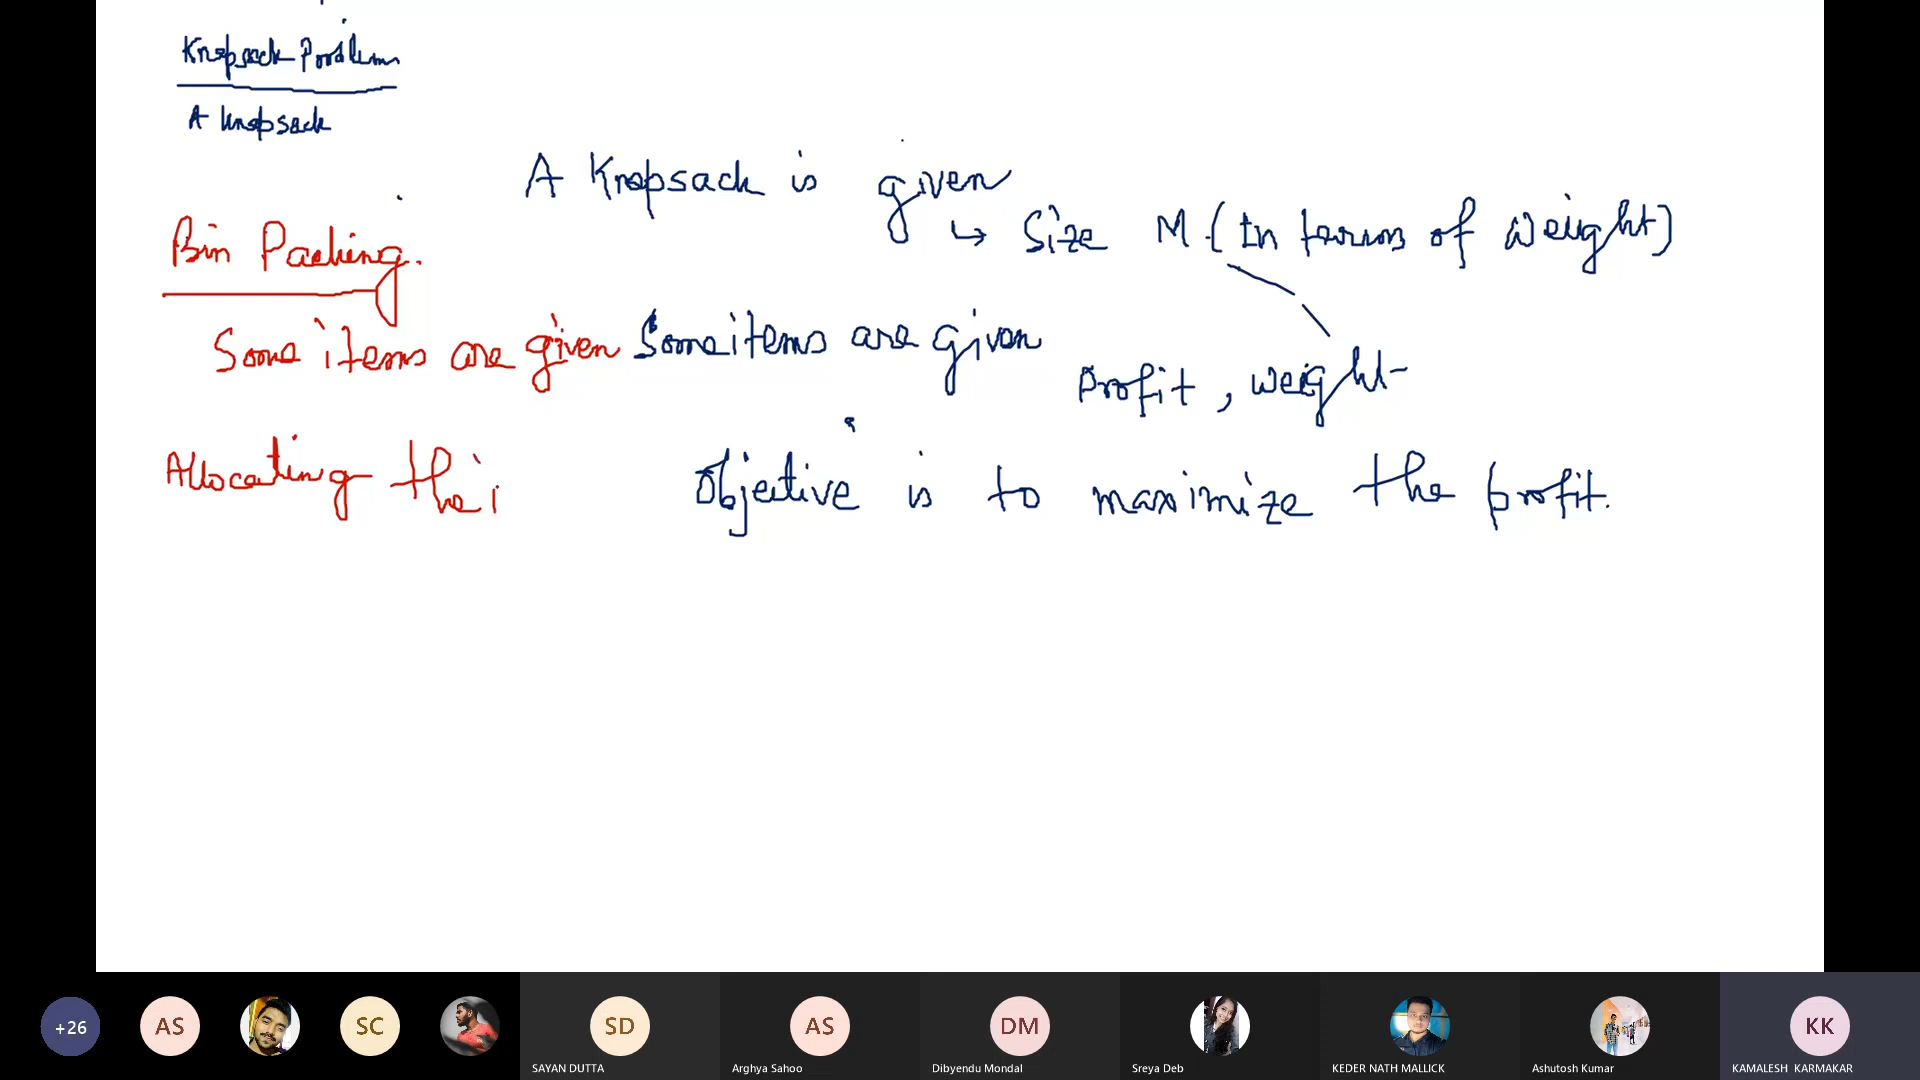 Knapsack Problem
A knapsack
A Knapsack is given
↳ Size M (In terms of Weight)
Bin Packing.
Some items are given
Some items are given
Profit, weight
Allocating the i
Objective is to maximize the profit.
+26
AS
SC
SD
AS
DM
KK
SAYAN DUTTA
Arghya Sahoo
Dibyendu Mondal
Sreya Deb
KEDER NATH MALLICK
Ashutosh Kumar
KAMALESH KARMAKAR